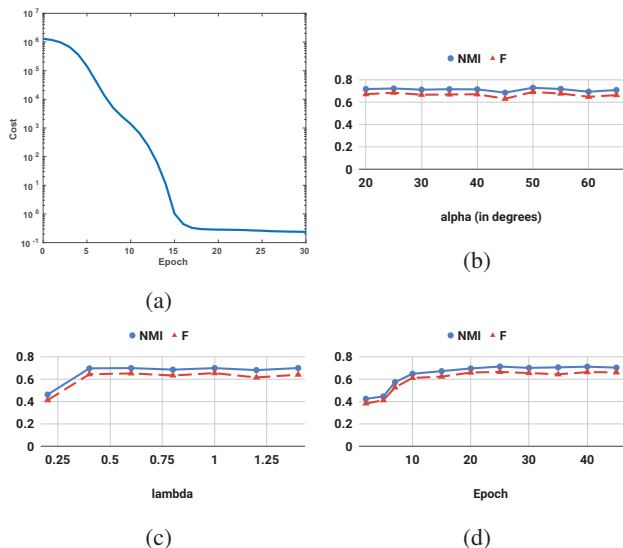 10^7
10^6
10^5
10^4
10^3
10^2
10^1
10^0
10^-1
Cost
0 5 10 15 20 25 30
Epoch
(a)
NMI F
0.8
0.6
0.4
0.2
0
20 30 40 50 60
alpha (in degrees)
(b)
NMI F
0.8
0.6
0.4
0.2
0
0.25 0.5 0.75 1 1.25
lambda
(c)
NMI F
0.8
0.6
0.4
0.2
0
10 20 30 40
Epoch
(d)